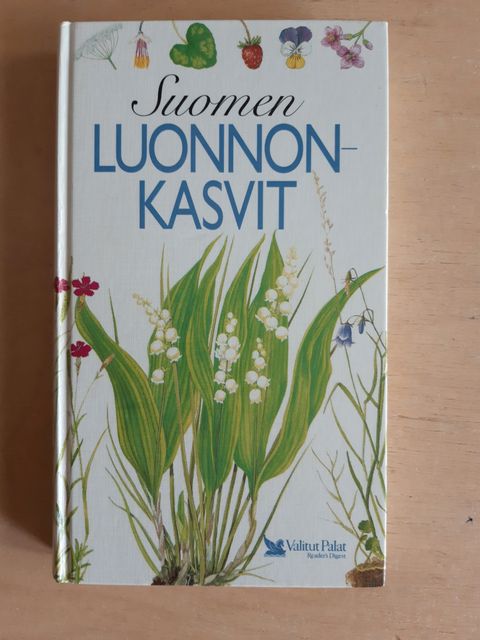 Suomen
LUONNON-
KASVIT
Valitut Palat
Reader's Digest